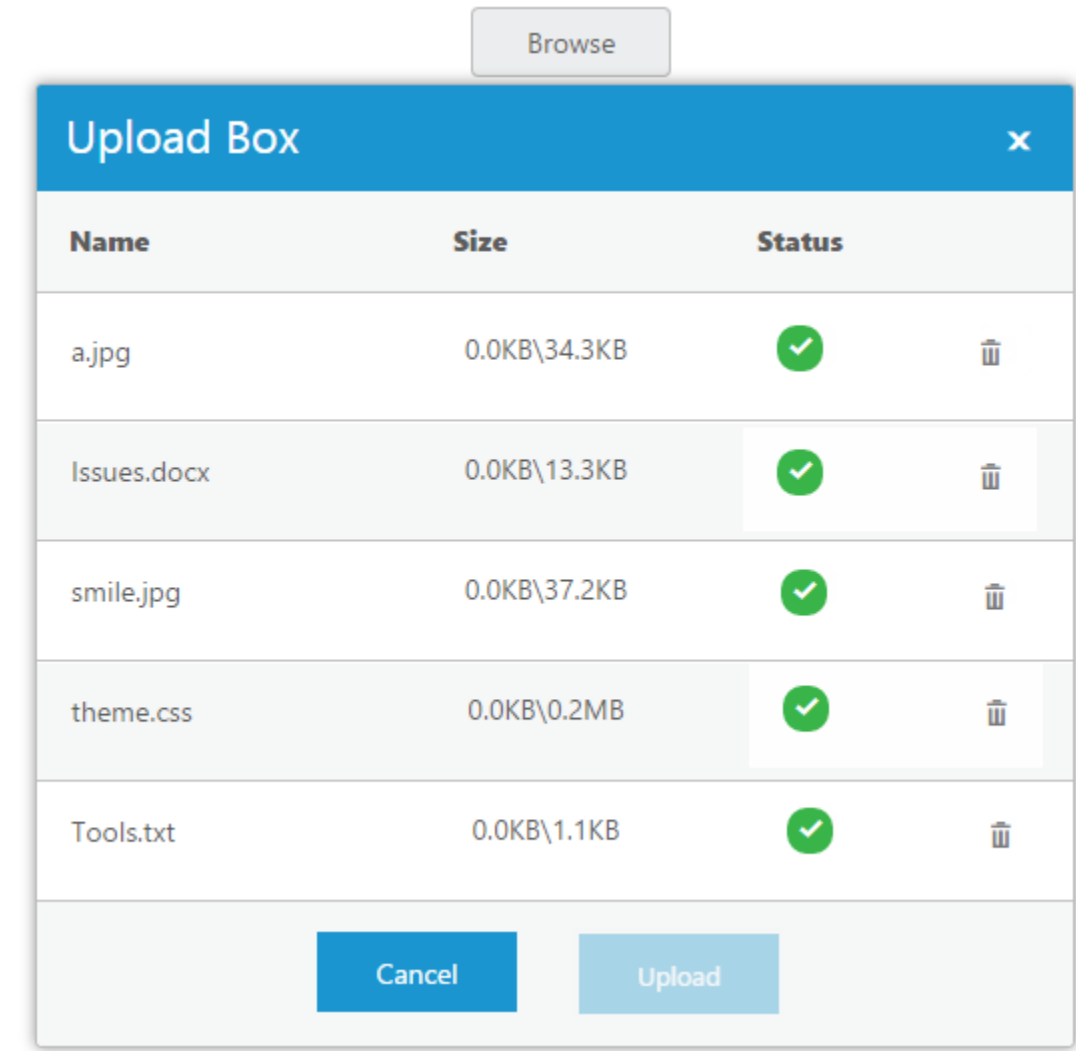 Browse
Upload Box
Name Size Status
a.jpg 0.0KB\34.3KB
Issues.docx 0.0KB\13.3KB
smile.jpg 0.0KB\37.2KB
theme.css 0.0KB\0.2MB
Tools.txt 0.0KB\1.1KB
Cancel Upload